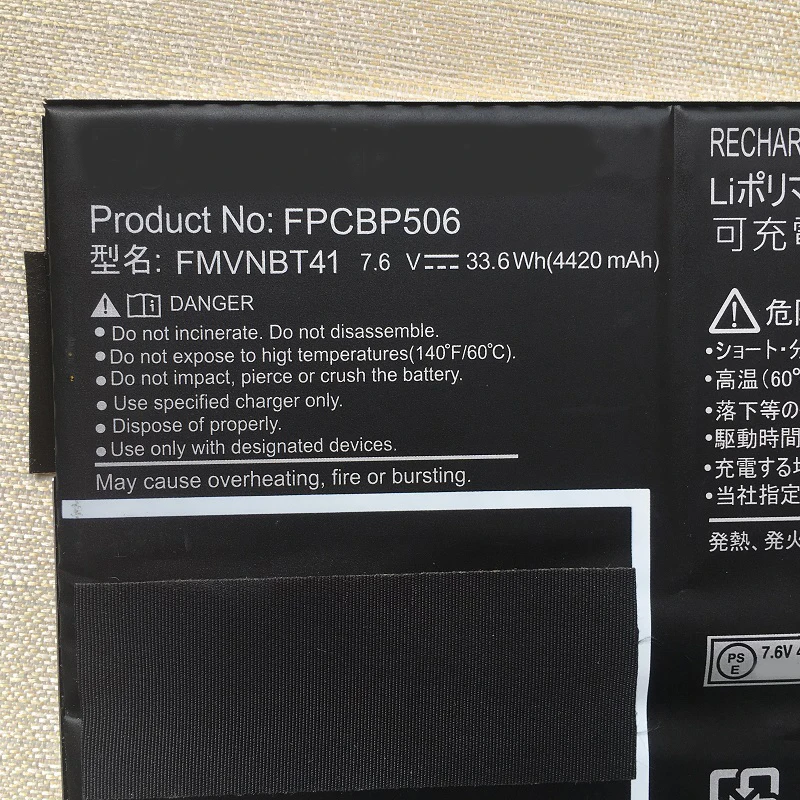 Product No: FPCBP506
型名: FMVNBT41 7.6 V 33.6Wh(4420 mAh)
DANGER
• Do not incinerate. Do not disassemble.
• Do not expose to higt temperatures(140°F/60°C).
• Do not impact, pierce or crush the battery.
• Use specified charger only.
• Dispose of properly.
• Use only with designated devices.
May cause overheating, fire or bursting.
RECHAR
Liポリマ
可充電
危険
•ショート・分
•高温(60°
•落下等の
•駆動時間
•充電する場
•当社指定
発熱、発火
PS
E
7.6V 4